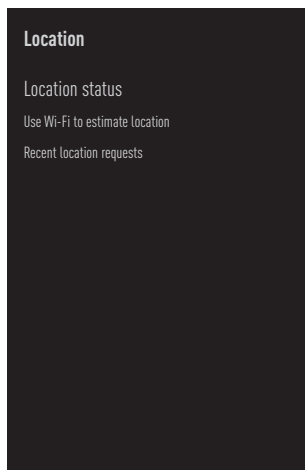 Location
Location status
Use Wi-Fi to estimate location
Recent location requests